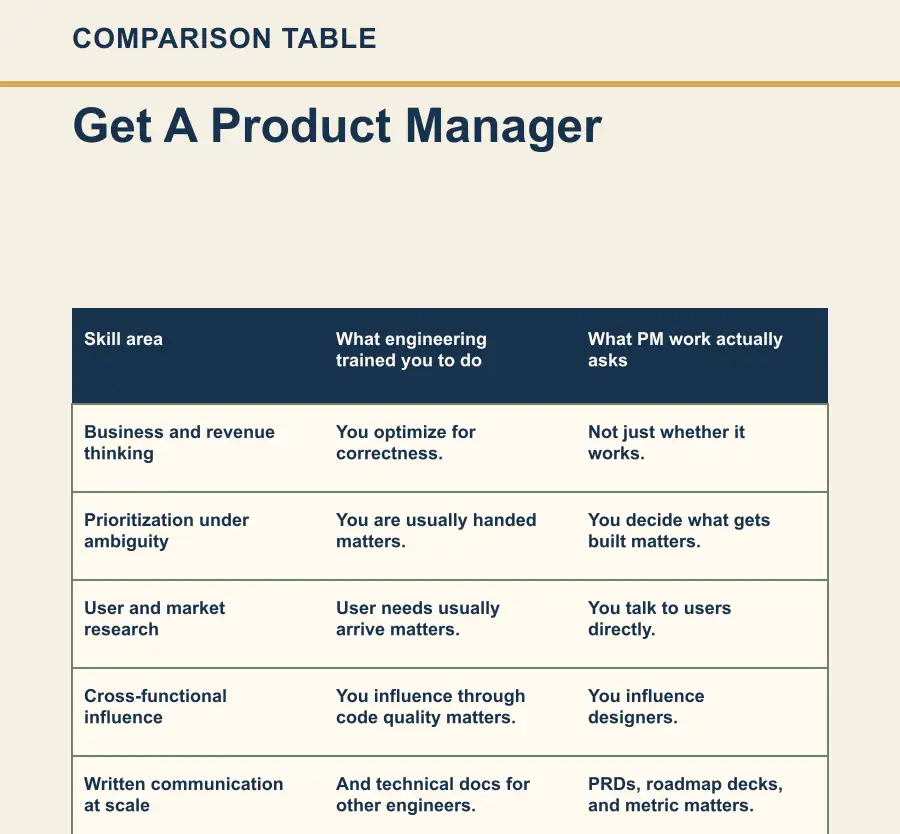 COMPARISON TABLE
Get A Product Manager
Skill area
What engineering
trained you to do
What PM work actually
asks
Business and revenue
thinking
You optimize for
correctness.
Not just whether it
works.
Prioritization under
ambiguity
You are usually handed
matters.
You decide what gets
built matters.
User and market
research
User needs usually
arrive matters.
You talk to users
directly.
Cross-functional
influence
You influence through
code quality matters.
You influence
designers.
Written communication
at scale
And technical docs for
other engineers.
PRDs, roadmap decks,
and metric matters.